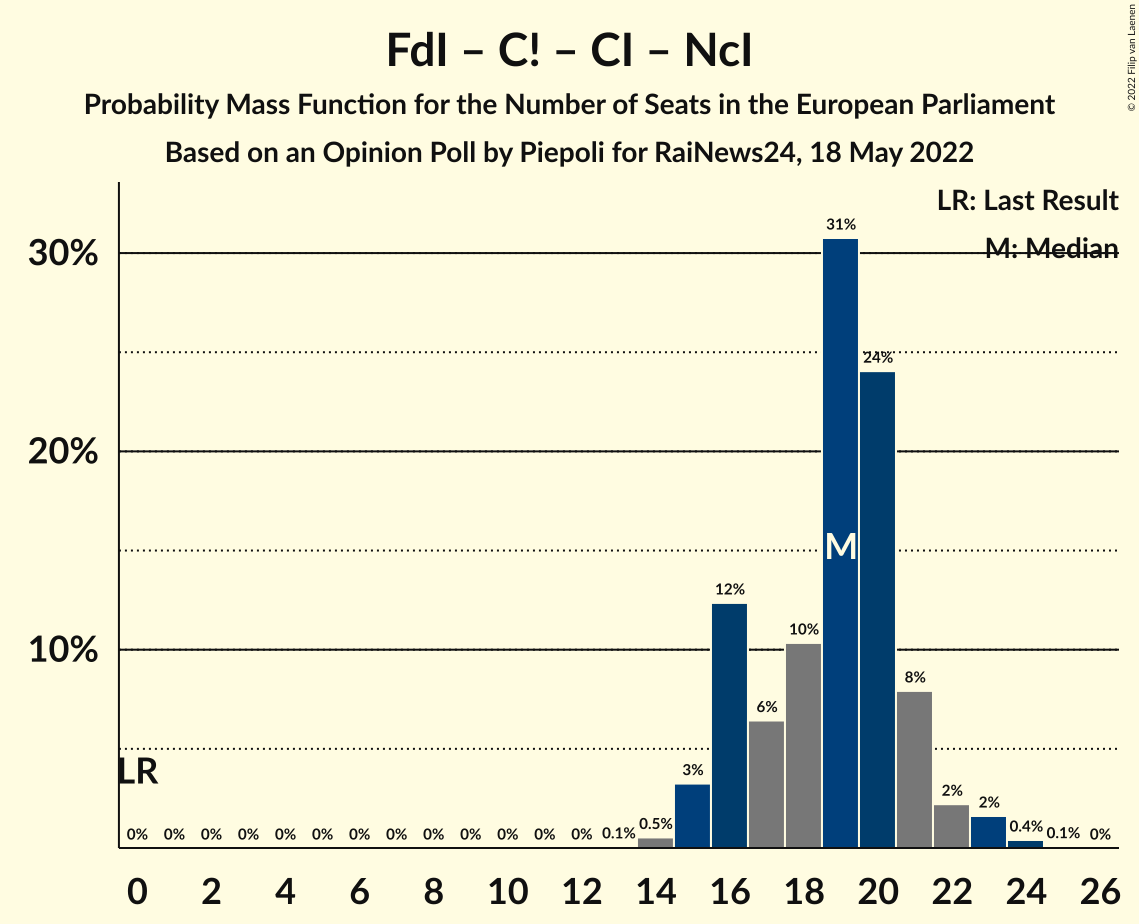 FdI – C! – CI – NcI
Probability Mass Function for the Number of Seats in the European Parliament
Based on an Opinion Poll by Piepoli for RaiNews24, 18 May 2022
© 2022 Filip van Laenen
LR: Last Result
M: Median
30%
20%
10%
31%
24%
12%
10%
8%
6%
3%
2%
2%
0.5%
0.4%
0.1%
0.1%
0% 0% 0% 0% 0% 0% 0% 0% 0% 0% 0% 0% 0% 0%
LR
M
0 2 4 6 8 10 12 14 16 18 20 22 24 26